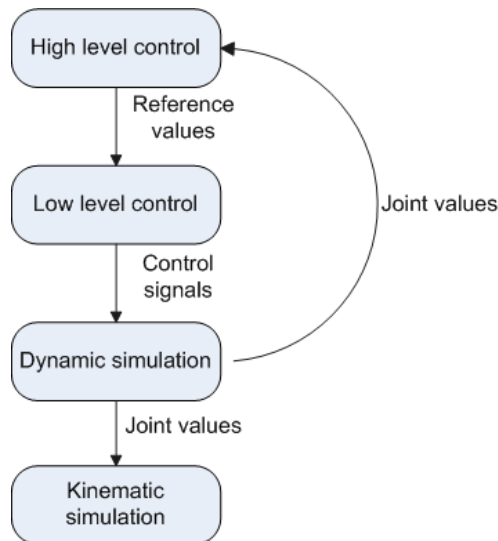 High level control
Reference
values
Low level control
Joint values
Control
signals
Dynamic simulation
Joint values
Kinematic
simulation